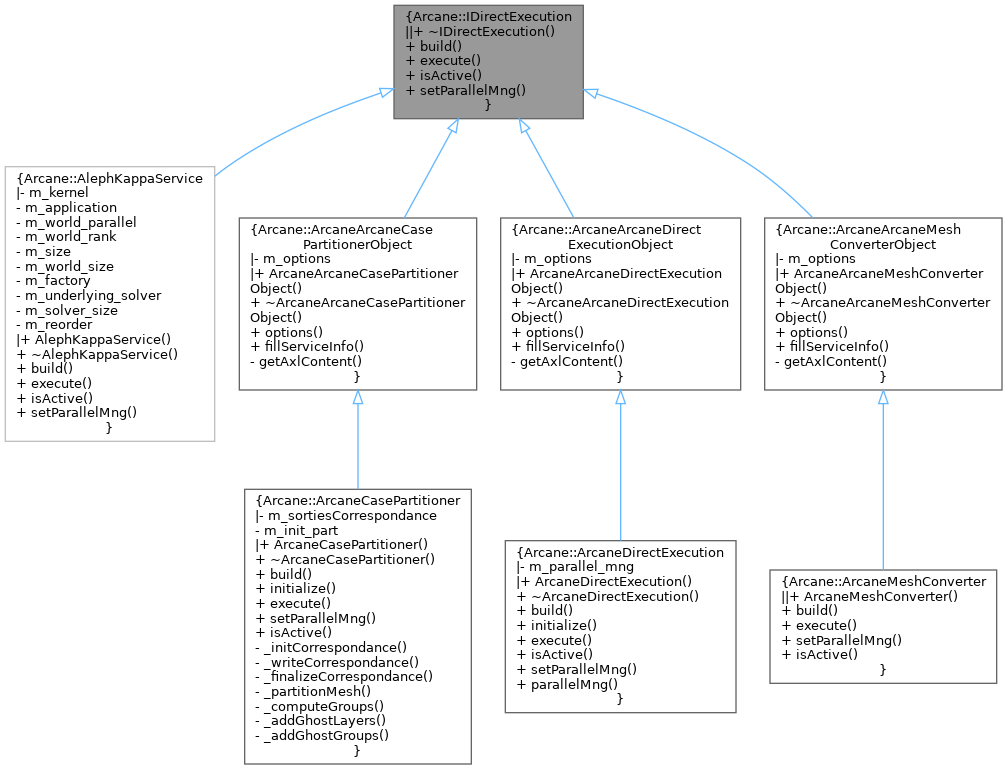 {Arcane::IDirectExecution
||+ ~IDirectExecution()
+ build()
+ execute()
+ isActive()
+ setParallelMng()
}
{Arcane::AlephKappaService
|- m_kernel
- m_application
- m_world_parallel
- m_world_rank
- m_size
- m_world_size
- m_factory
- m_underlying_solver
- m_solver_size
- m_reorder
|+ AlephKappaService()
+ ~AlephKappaService()
+ build()
+ execute()
+ isActive()
+ setParallelMng()
}
{Arcane::ArcaneArcaneCase
PartitionerObject
|- m_options
|+ ArcaneArcaneCasePartitioner
Object()
+ ~ArcaneArcaneCasePartitioner
Object()
+ options()
+ fillServiceInfo()
- getAxlContent()
}
{Arcane::ArcaneArcaneDirect
ExecutionObject
|- m_options
|+ ArcaneArcaneDirectExecution
Object()
+ ~ArcaneArcaneDirectExecution
Object()
+ options()
+ fillServiceInfo()
- getAxlContent()
}
{Arcane::ArcaneArcaneMesh
ConverterObject
|- m_options
|+ ArcaneArcaneMeshConverter
Object()
+ ~ArcaneArcaneMeshConverter
Object()
+ options()
+ fillServiceInfo()
- getAxlContent()
}
{Arcane::ArcaneCasePartitioner
|- m_sortiesCorrespondance
- m_init_part
|+ ArcaneCasePartitioner()
+ ~ArcaneCasePartitioner()
+ build()
+ initialize()
+ execute()
+ setParallelMng()
+ isActive()
- _initCorrespondance()
- _writeCorrespondance()
- _finalizeCorrespondance()
- _partitionMesh()
- _computeGroups()
- _addGhostLayers()
- _addGhostGroups()
}
{Arcane::ArcaneDirectExecution
|- m_parallel_mng
|+ ArcaneDirectExecution()
+ ~ArcaneDirectExecution()
+ build()
+ initialize()
+ execute()
+ isActive()
+ setParallelMng()
+ parallelMng()
}
{Arcane::ArcaneMeshConverter
||+ ArcaneMeshConverter()
+ build()
+ execute()
+ setParallelMng()
+ isActive()
}